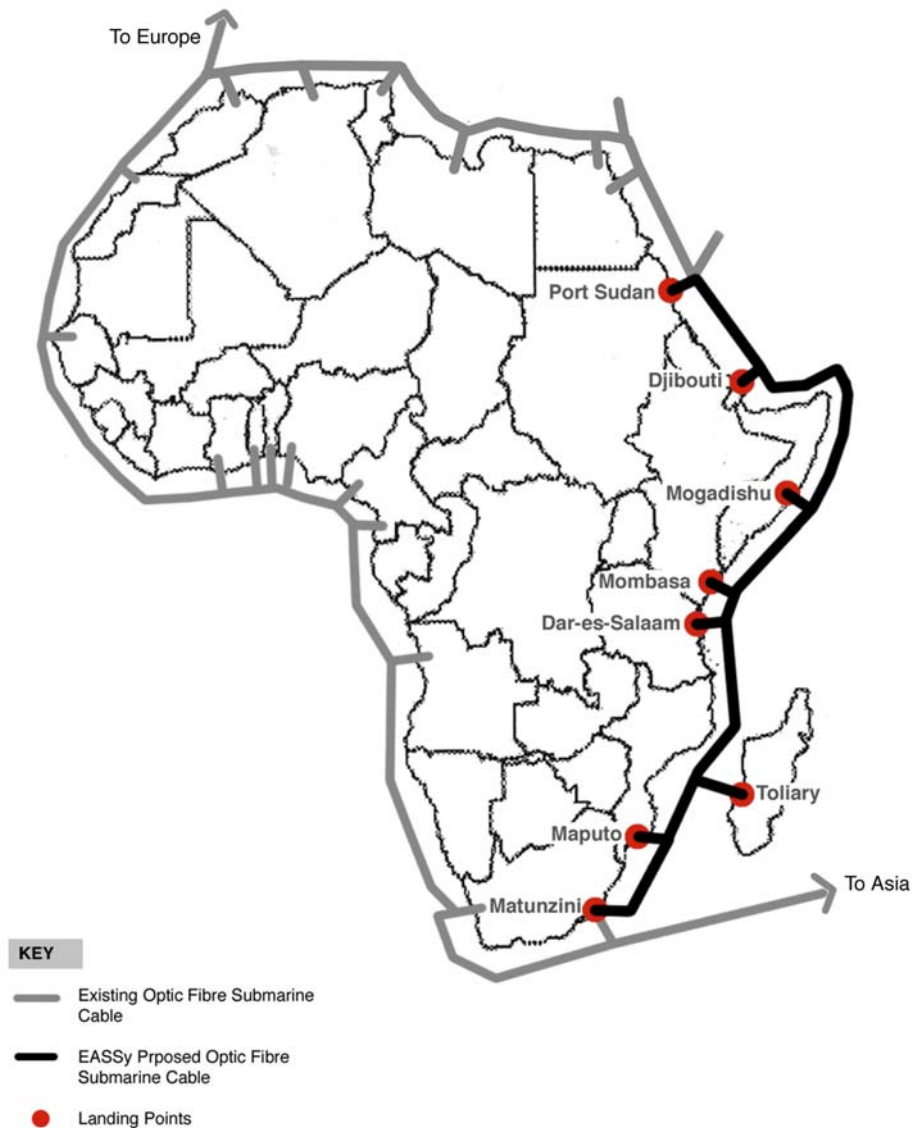 To Europe
Port Sudan
Djibouti
Mogadishu
Mombasa
Dar-es-Salaam
Toliary
Maputo
To Asia
Matunzini
KEY
Existing Optic Fibre Submarine
Cable
EASSy Prposed Optic Fibre
Submarine Cable
Landing Points